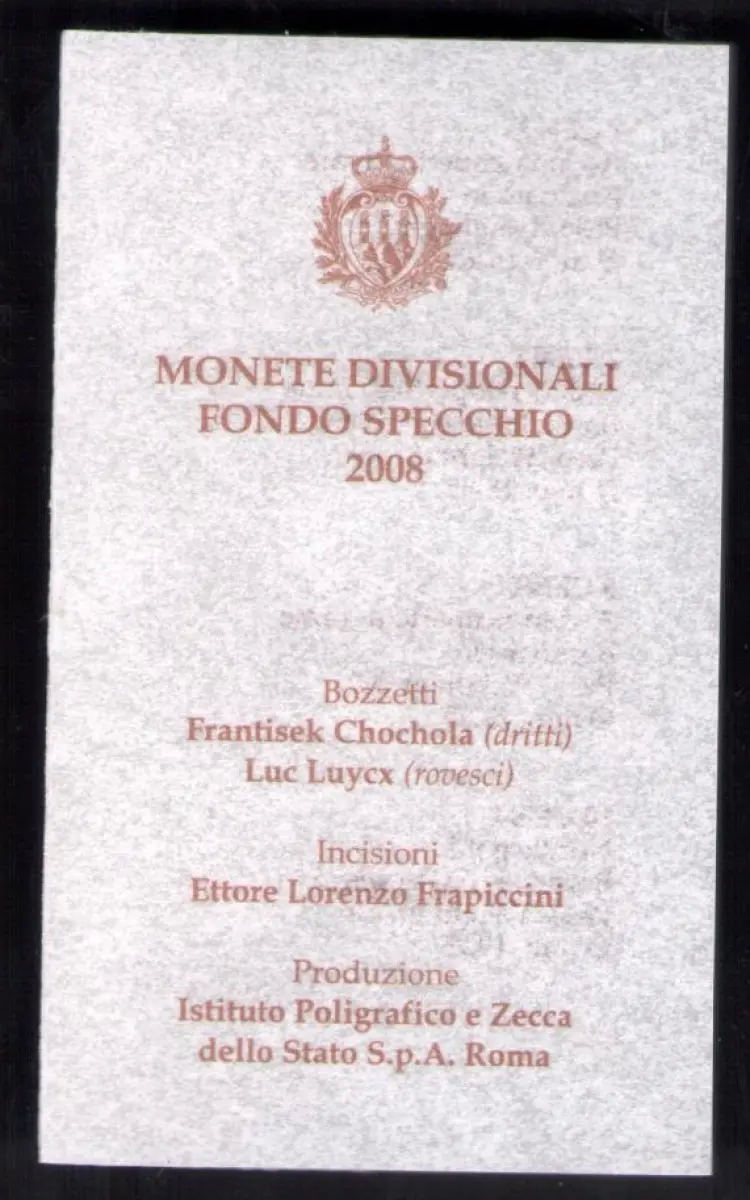 MONETE DIVISIONALI
FONDO SPECCHIO
2008
Bozzetti
Frantisek Chochola (dritti)
Luc Luycx (rovesci)
Incisioni
Ettore Lorenzo Frapiccini
Produzione
Istituto Poligrafico e Zecca
dello Stato S.p.A. Roma